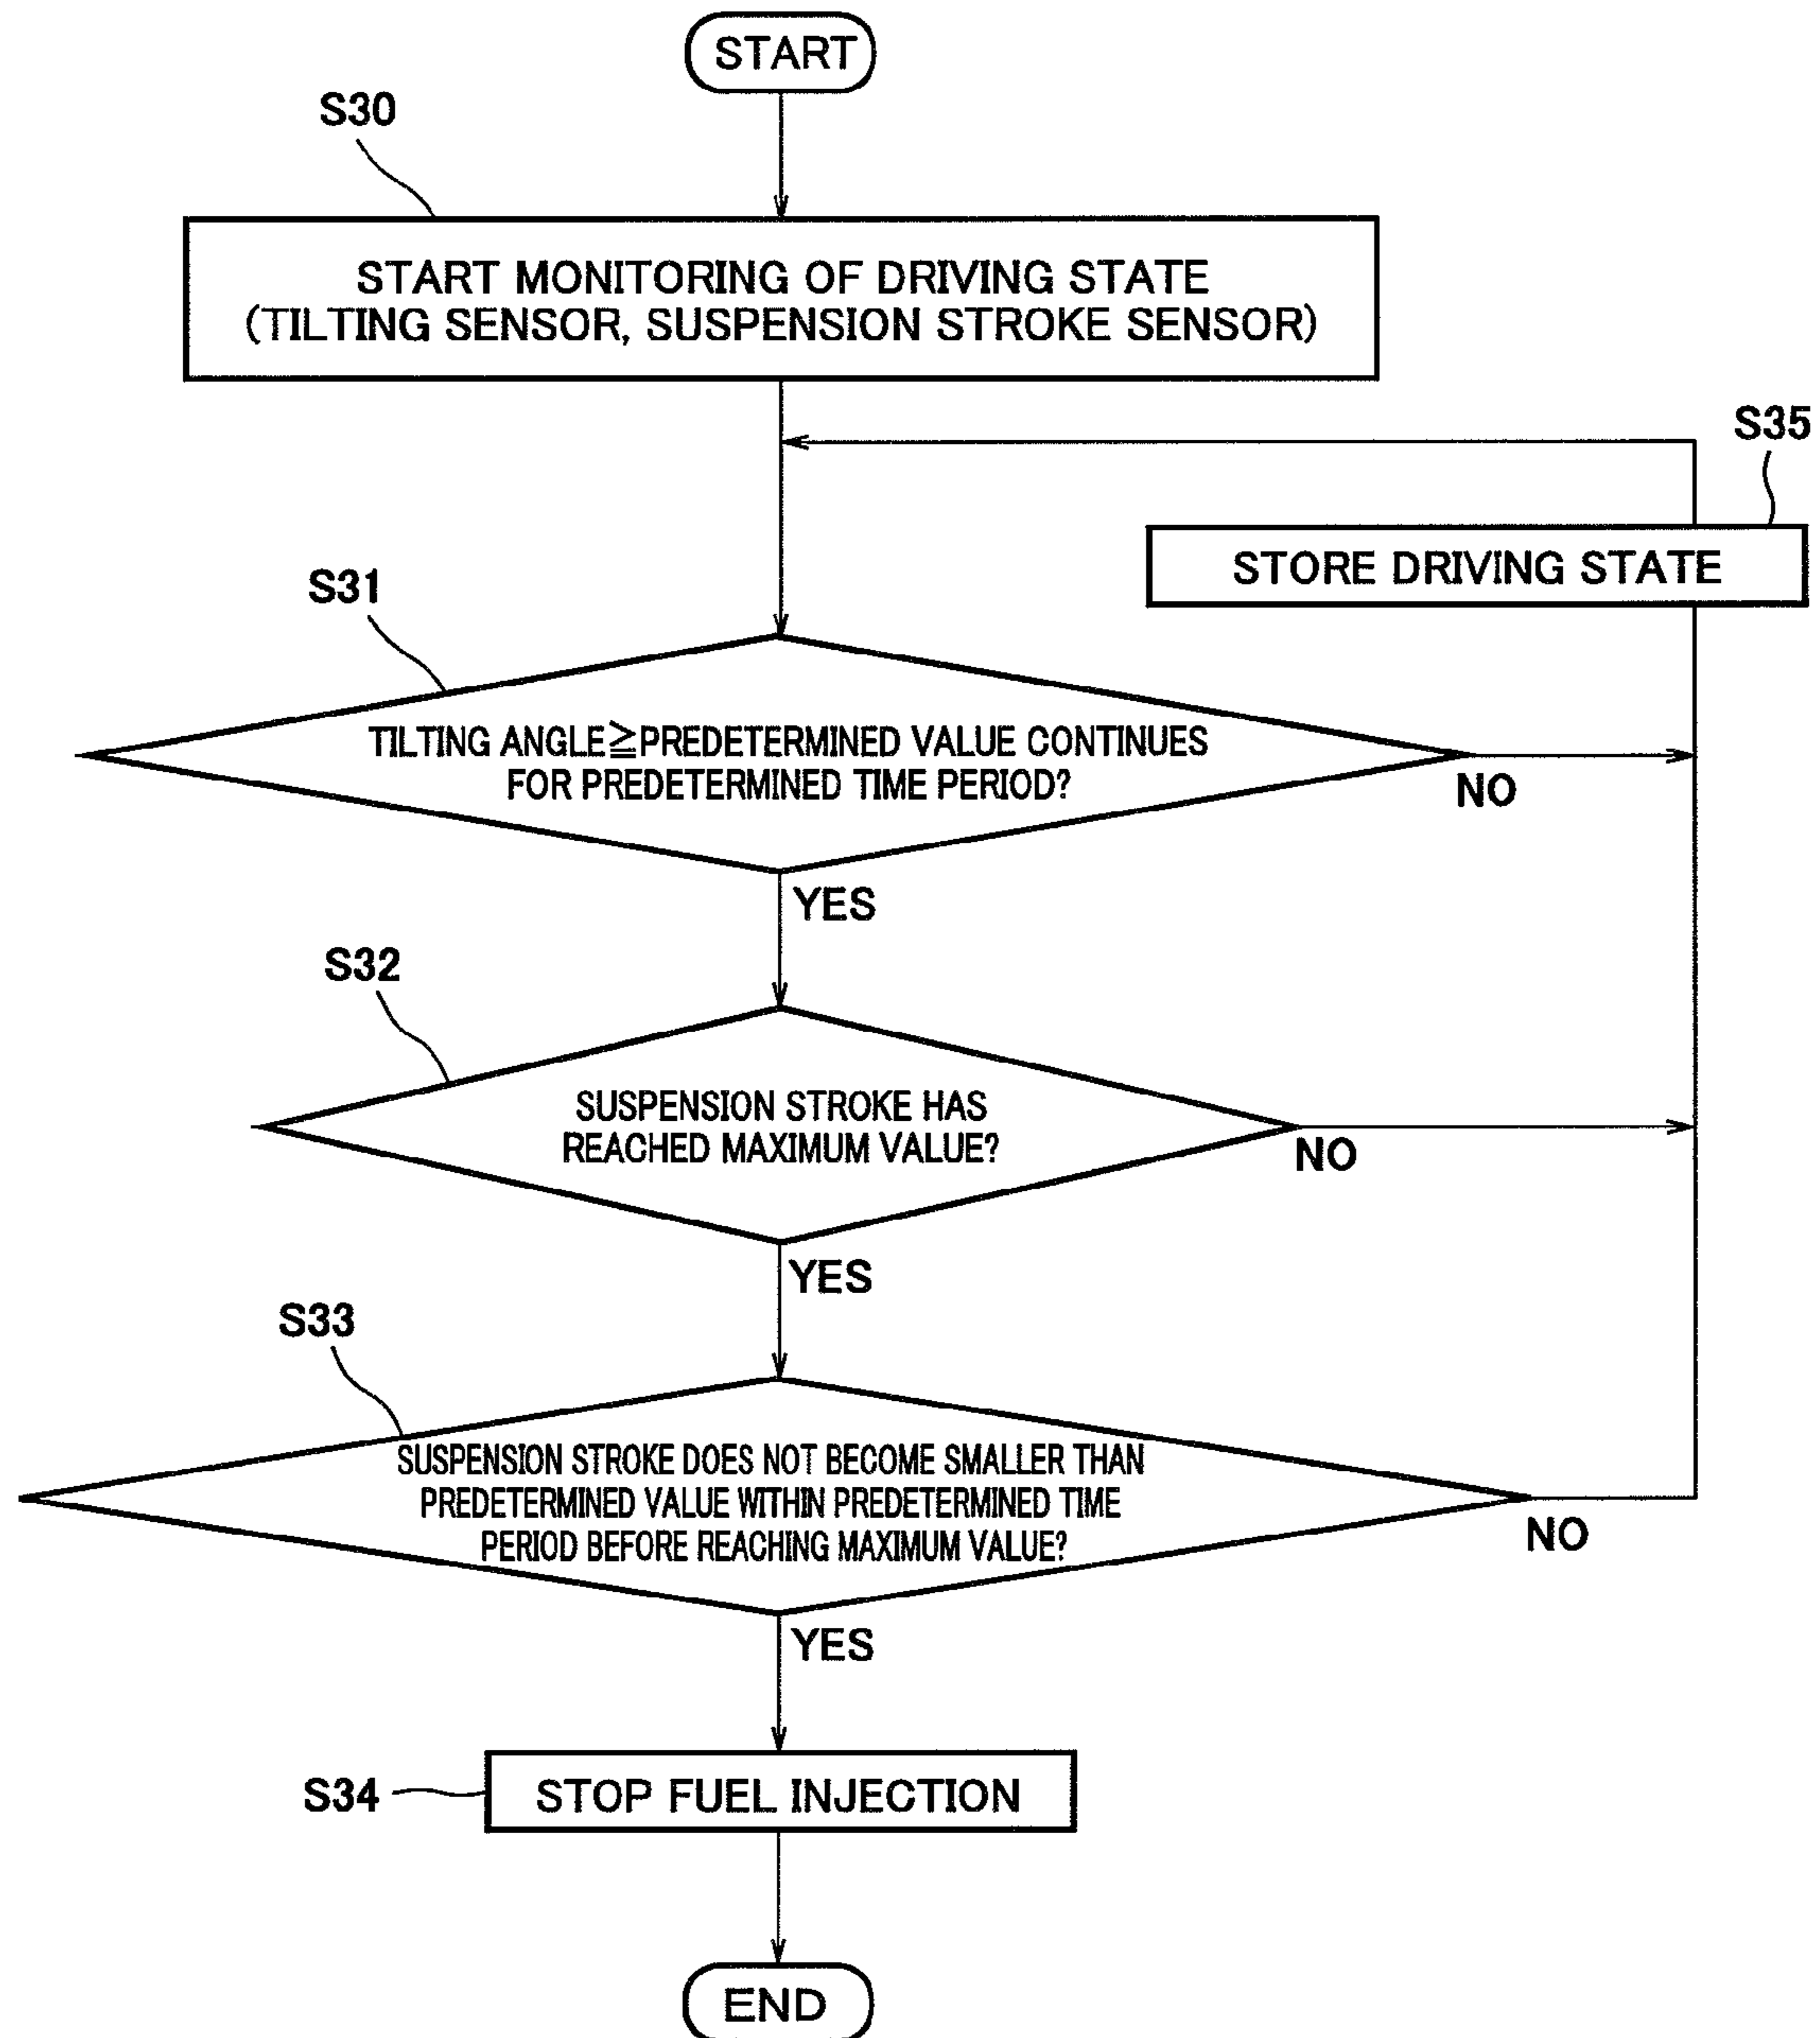 START
S30
START MONITORING OF DRIVING STATE
(TILTING SENSOR, SUSPENSION STROKE SENSOR)
S35
STORE DRIVING STATE
S31
TILTING ANGLE≧PREDETERMINED VALUE CONTINUES
FOR PREDETERMINED TIME PERIOD?
NO
YES
S32
SUSPENSION STROKE HAS
REACHED MAXIMUM VALUE?
NO
YES
S33
SUSPENSION STROKE DOES NOT BECOME SMALLER THAN
PREDETERMINED VALUE WITHIN PREDETERMINED TIME
PERIOD BEFORE REACHING MAXIMUM VALUE?
NO
YES
S34
STOP FUEL INJECTION
END